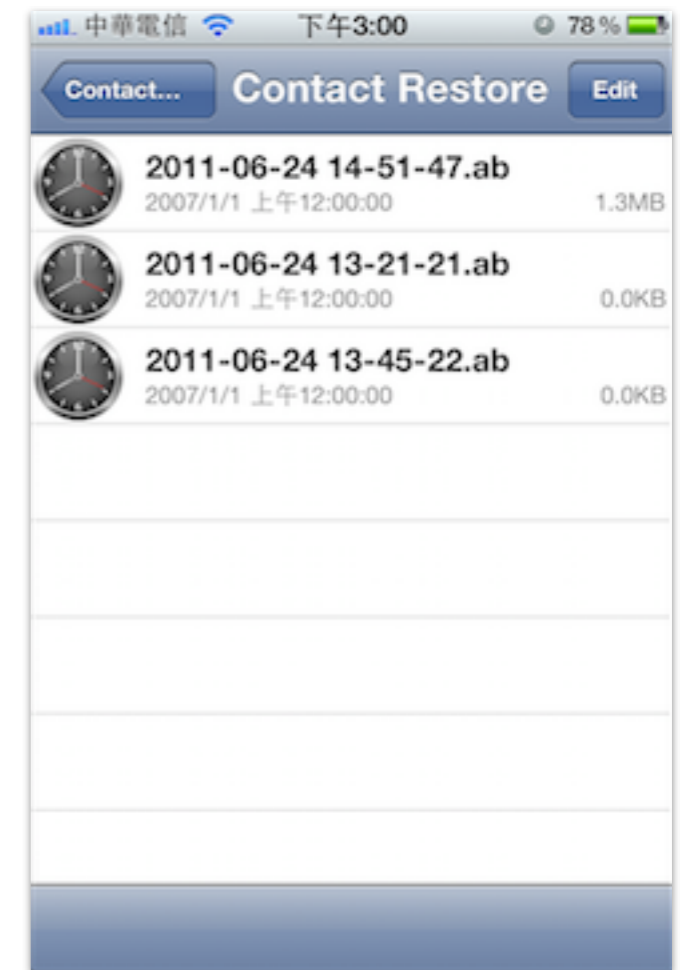 中華電信 下午3:00 78%
Contact... Contact Restore Edit
2011-06-24 14-51-47.ab
2007/1/1 上午12:00:00 1.3MB
2011-06-24 13-21-21.ab
2007/1/1 上午12:00:00 0.0KB
2011-06-24 13-45-22.ab
2007/1/1 上午12:00:00 0.0KB